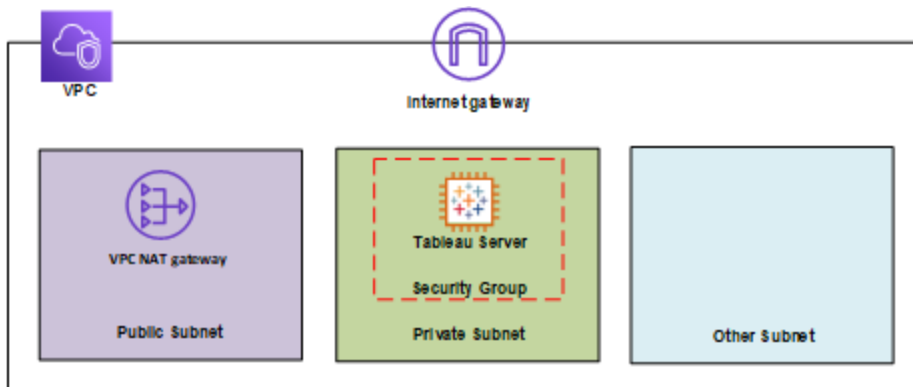 VPC
Internet gateway
VPC NAT gateway
Public Subnet
Tableau Server
Security Group
Private Subnet
Other Subnet